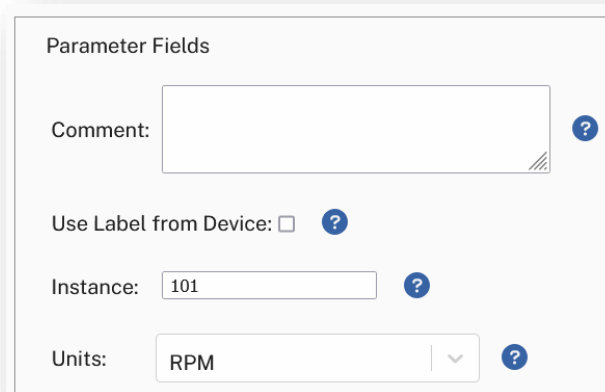 Parameter Fields
Comment: ?
Use Label from Device: ?
Instance: 101 ?
Units: RPM ?